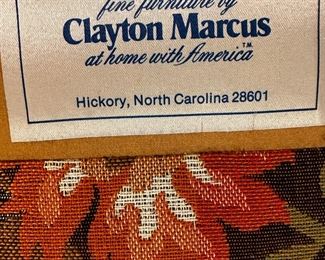 fine furniture by
Clayton Marcus
at home with America™
Hickory, North Carolina 28601